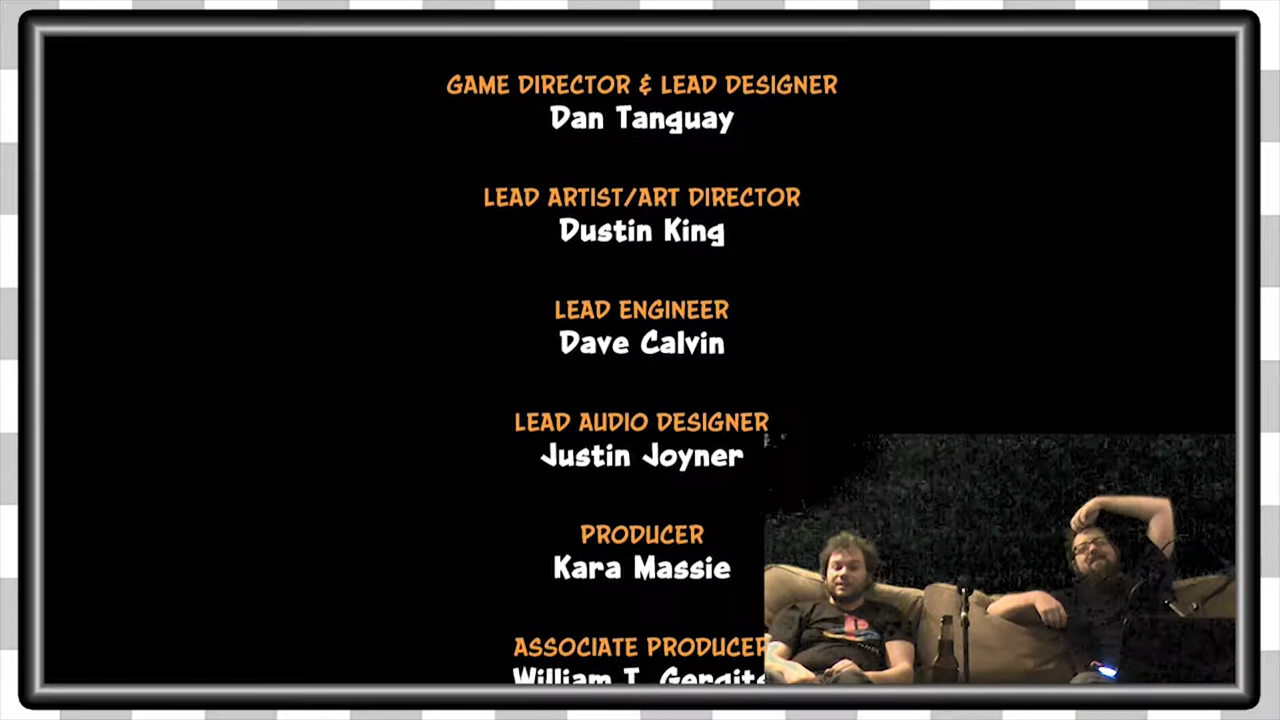 GAME DIRECTOR & LEAD DESIGNER
Dan Tanguay
LEAD ARTIST/ART DIRECTOR
Dustin King
LEAD ENGINEER
Dave Calvin
LEAD AUDIO DESIGNER
Justin Joyner
PRODUCER
Kara Massie
ASSOCIATE PRODUCER
William T.